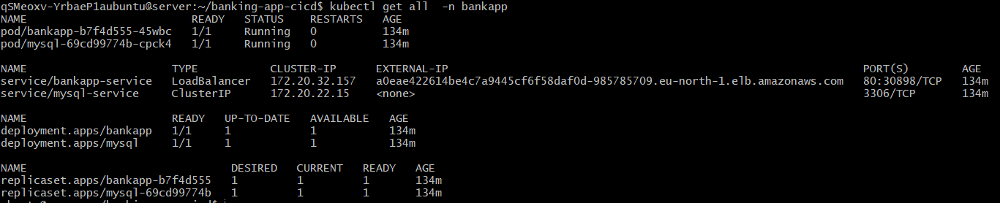 qSMeoxv-YrbaeP1aubuntu@server:~/banking-app-cicd$ kubectl get all  -n bankapp
NAME                          READY   STATUS    RESTARTS   AGE
pod/bankapp-b7f4d555-45wbc   1/1     Running   0          134m
pod/mysql-69cd99774b-cpck4   1/1     Running   0          134m
NAME                      TYPE           CLUSTER-IP      EXTERNAL-IP                                                                PORT(S)        AGE
service/bankapp-service   LoadBalancer   172.20.32.157   a0eae422614be4c7a9445cf6f58daf0d-985785709.eu-north-1.elb.amazonaws.com   80:30898/TCP   134m
service/mysql-service     ClusterIP      172.20.22.15    <none>                                                                    3306/TCP       134m
NAME                      READY   UP-TO-DATE   AVAILABLE   AGE
deployment.apps/bankapp   1/1     1            1           134m
deployment.apps/mysql     1/1     1            1           134m
NAME                               DESIRED   CURRENT   READY   AGE
replicaset.apps/bankapp-b7f4d555   1         1         1       134m
replicaset.apps/mysql-69cd99774b   1         1         1       134m